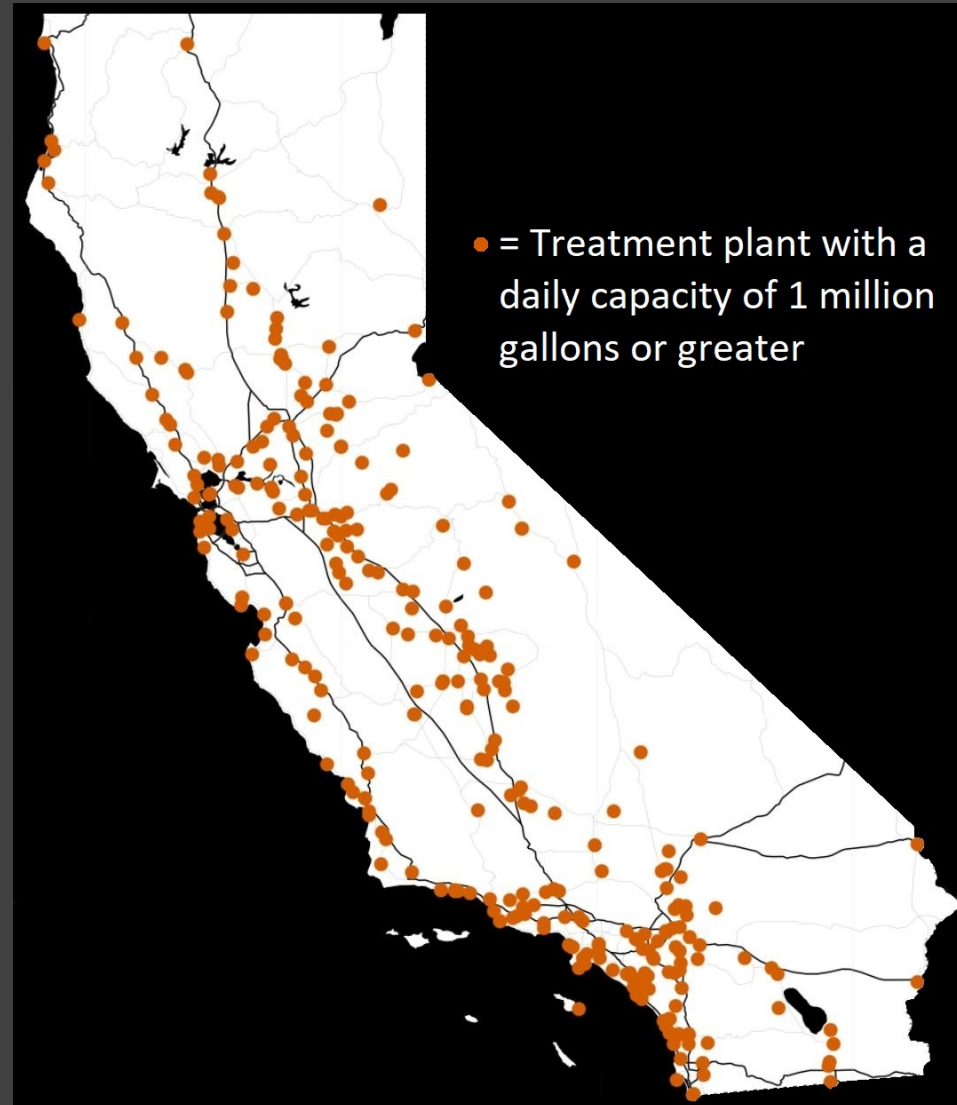 = Treatment plant with a
daily capacity of 1 million
gallons or greater